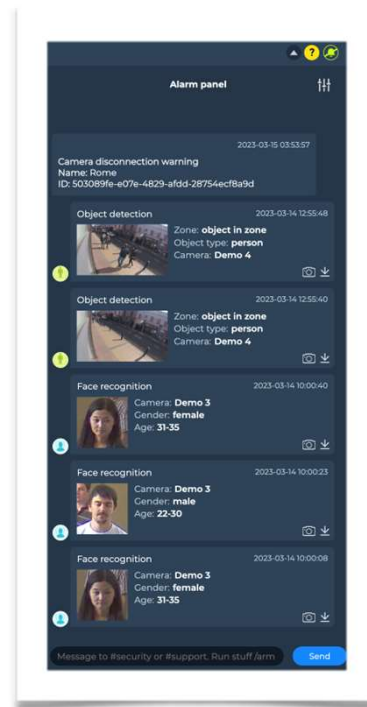 ?
Alarm panel
2023-03-15 03:53:57
Camera disconnection warning
Name: Rome
ID: 503089fe-e07e-4829-afdd-28754ecf8a9d
Object detection 2023-03-14 12:55:48
Zone: object in zone
Object type: person
Camera: Demo 4
Object detection 2023-03-14 12:55:40
Zone: object in zone
Object type: person
Camera: Demo 4
Face recognition 2023-03-14 10:00:40
Camera: Demo 3
Gender: female
Age: 31-35
Face recognition 2023-03-14 10:00:23
Camera: Demo 3
Gender: male
Age: 22-30
Face recognition 2023-03-14 10:00:08
Camera: Demo 3
Gender: female
Age: 31-35
Message to #security or #support. Run stuff /arm Send